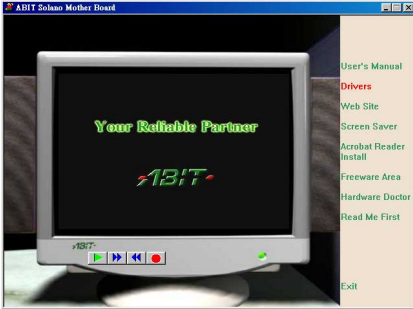 ABIT Solano Mother Board
User's Manual
Drivers
Web Site
Screen Saver
Acrobat Reader
Install
Freeware Area
Hardware Doctor
Read Me First
Exit
Your Reliable Partner
ABIT
ABIT